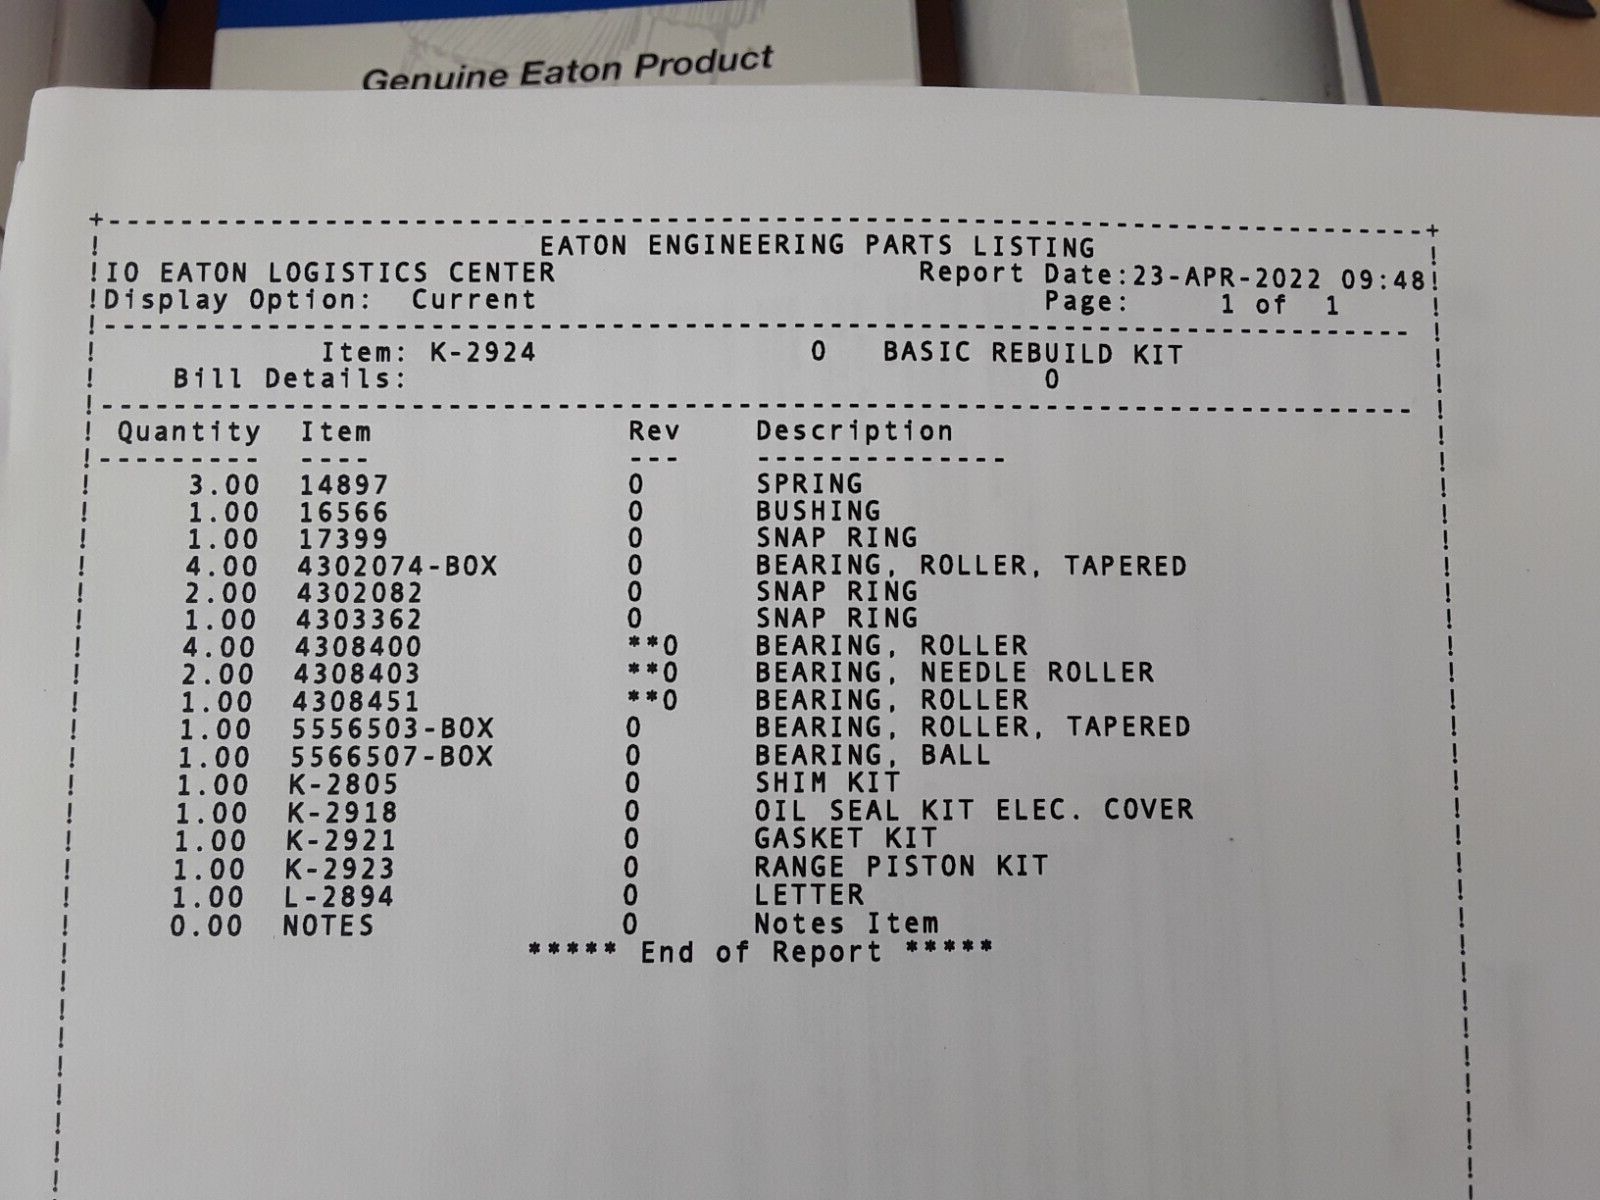 Genuine Eaton Product
EATON ENGINEERING PARTS LISTING
IO EATON LOGISTICS CENTER Report Date:23-APR-2022 09:48
Display Option: Current Page: 1 of 1
Item: K-2924 0 BASIC REBUILD KIT
Bill Details: 0
Quantity Item Rev Description
3.00 14897 0 SPRING
1.00 16566 0 BUSHING
1.00 17399 0 SNAP RING
4.00 4302074-BOX 0 BEARING, ROLLER, TAPERED
2.00 4302082 0 SNAP RING
1.00 4303362 0 SNAP RING
4.00 4308400 **0 BEARING, ROLLER
2.00 4308403 **0 BEARING, NEEDLE ROLLER
1.00 4308451 **0 BEARING, ROLLER
1.00 5556503-BOX 0 BEARING, ROLLER, TAPERED
1.00 5566507-BOX 0 BEARING, BALL
1.00 K-2805 0 SHIM KIT
1.00 K-2918 0 OIL SEAL KIT ELEC. COVER
1.00 K-2921 0 GASKET KIT
1.00 K-2923 0 RANGE PISTON KIT
1.00 L-2894 0 LETTER
0.00 NOTES 0 Notes Item
***** End of Report *****